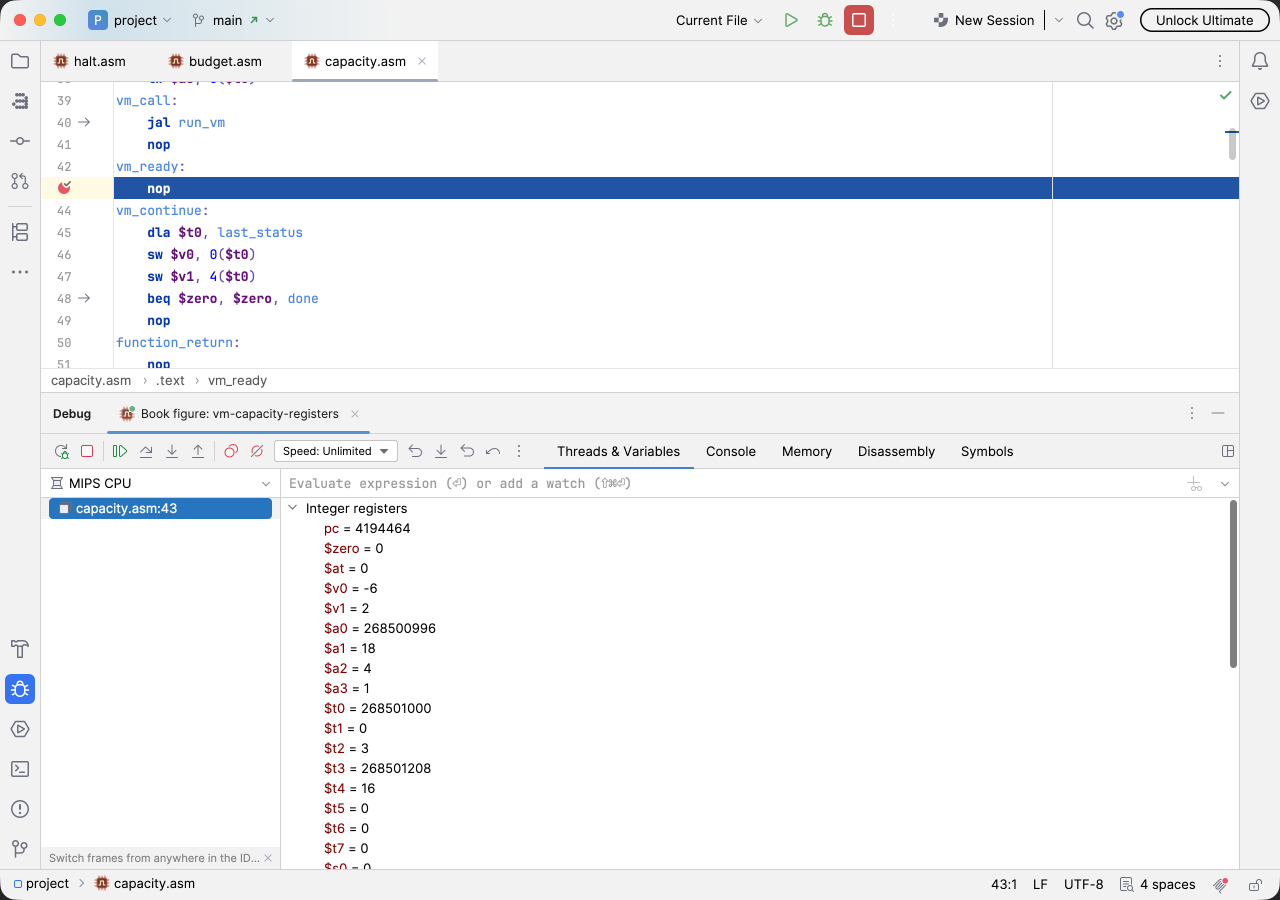 P project main Current File New Session Unlock Ultimate
halt.asm budget.asm capacity.asm
39 vm_call:
40 jal run_vm
41 nop
42 vm_ready:
nop
44 vm_continue:
45 dla $t0, last_status
46 sw $v0, 0($t0)
47 sw $v1, 4($t0)
48 beq $zero, $zero, done
49 nop
50 function_return:
51 nop
capacity.asm › .text › vm_ready
Debug Book figure: vm-capacity-registers
Speed: Unlimited Threads & Variables Console Memory Disassembly Symbols
MIPS CPU Evaluate expression (⏎) or add a watch (⇧⌘⏎)
capacity.asm:43 Integer registers
pc = 4194464
$zero = 0
$at = 0
$v0 = -6
$v1 = 2
$a0 = 268500996
$a1 = 18
$a2 = 4
$a3 = 1
$t0 = 268501000
$t1 = 0
$t2 = 3
$t3 = 268501208
$t4 = 16
$t5 = 0
$t6 = 0
$t7 = 0
$s0 = 0
Switch frames from anywhere in the ID...
project › capacity.asm 43:1 LF UTF-8 4 spaces